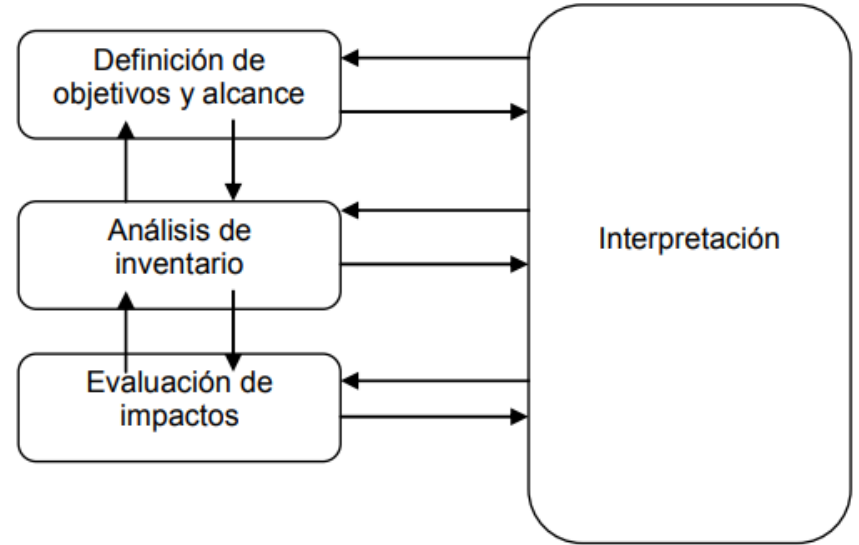 Definición de
objetivos y alcance
Análisis de
inventario
Evaluación de
impactos
Interpretación